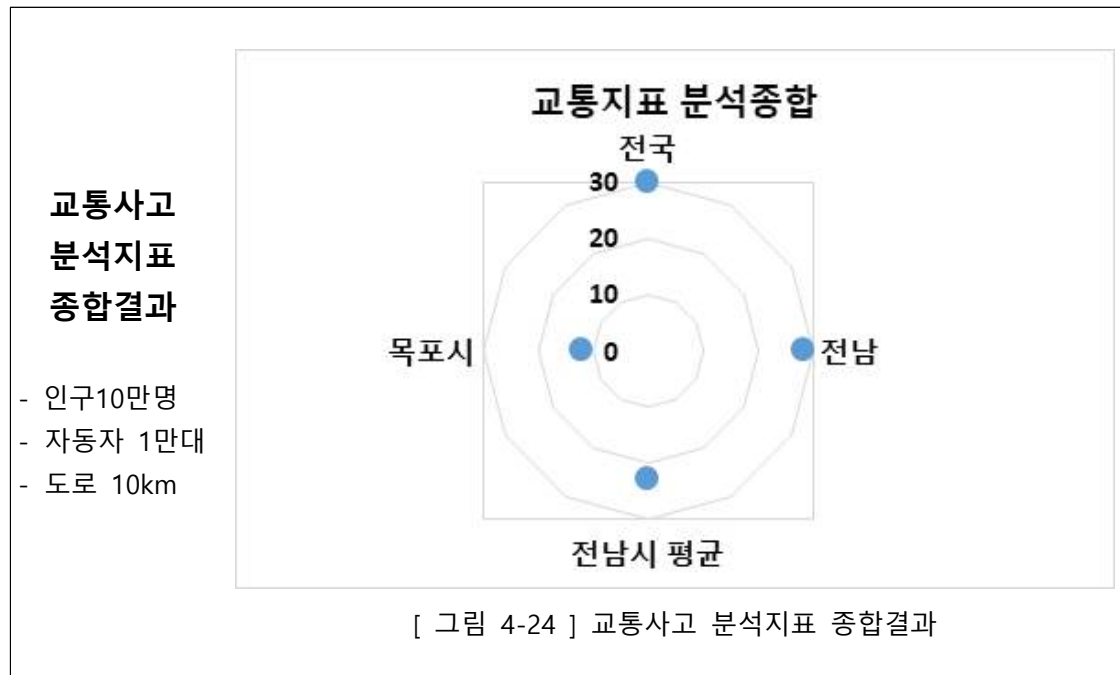 교통사고
분석지표
종합결과
- 인구10만명
- 자동자 1만대
- 도로 10km
교통지표 분석종합
전국
30
20
10
0
목포시
전남
전남시 평균
[ 그림 4-24 ] 교통사고 분석지표 종합결과